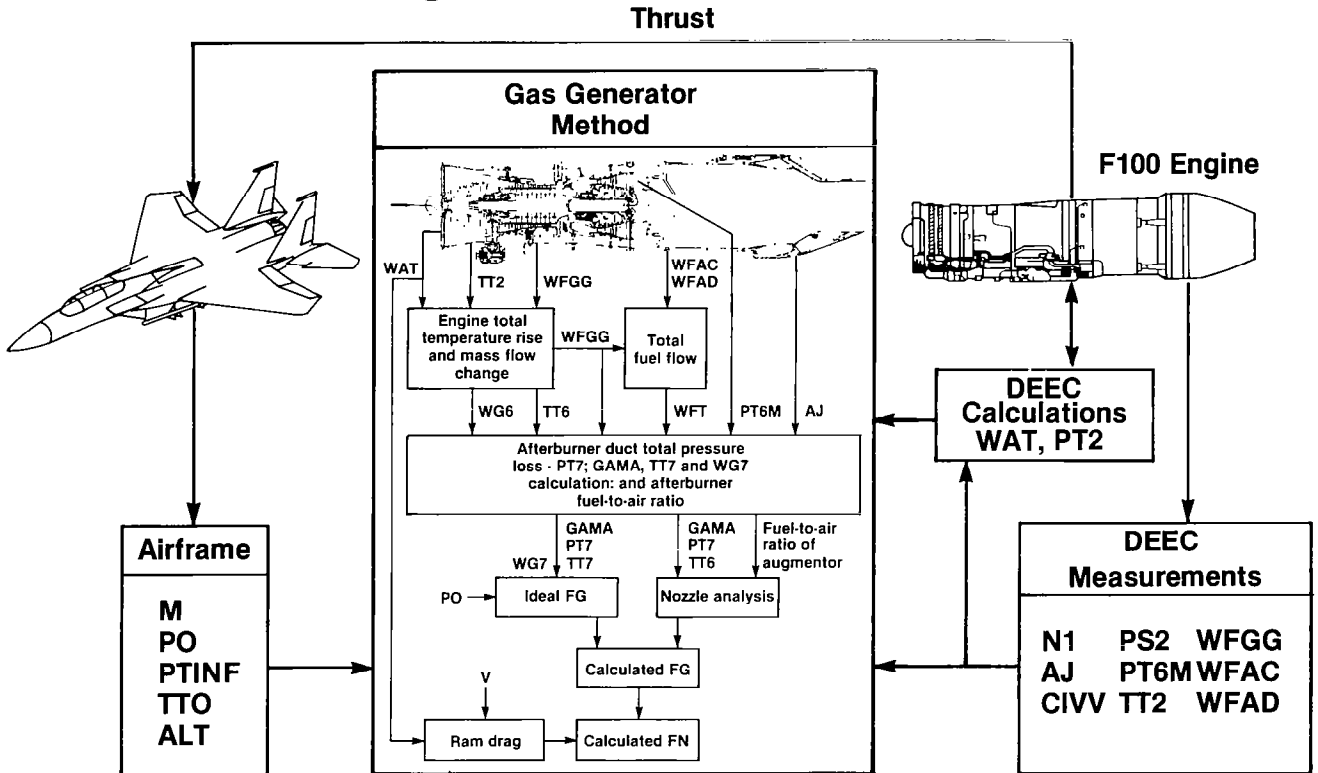 Thrust
Gas Generator
Method
F100 Engine
WAT
TT2
WFGG
WFAC
WFAD
Engine total
temperature rise
and mass flow
change
WFGG
Total
fuel flow
WG6
TT6
WFT
PT6M
AJ
Afterburner duct total pressure
loss - PT7; GAMA, TT7 and WG7
calculation: and afterburner
fuel-to-air ratio
GAMA
PT7
WG7 TT7
GAMA
PT7
TT6
Fuel-to-air
ratio of
augmentor
PO
Ideal FG
Nozzle analysis
Calculated FG
V
Ram drag
Calculated FN
DEEC
Calculations
WAT, PT2
Airframe
M
PO
PTINF
TTO
ALT
DEEC
Measurements
N1 PS2 WFGG
AJ PT6M WFAC
CIVV TT2 WFAD